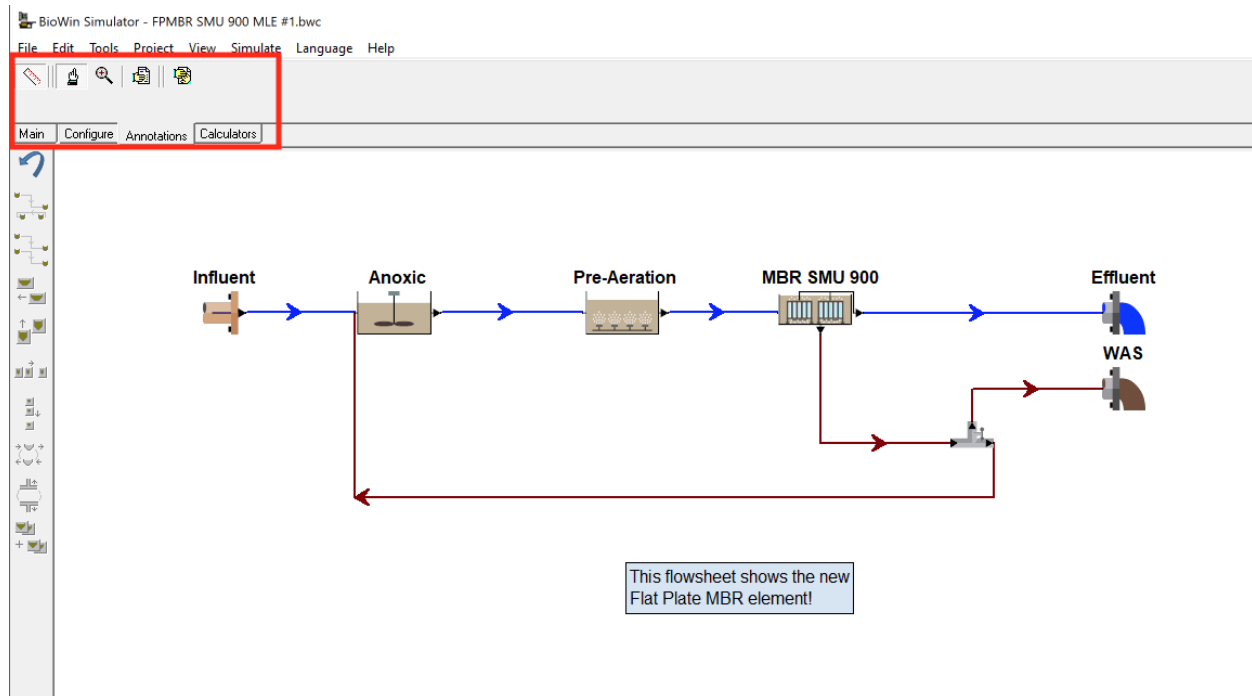 BioWin Simulator - FPMBR SMU 900 MLE #1.bwc
File Edit Tools Project View Simulate Language Help
Main Configure Annotations Calculators
Influent Anoxic Pre-Aeration MBR SMU 900 Effluent
WAS
This flowsheet shows the new
Flat Plate MBR element!